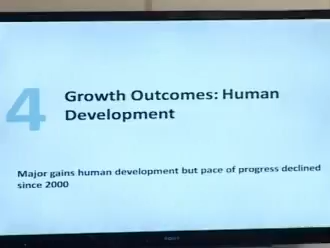 4
Growth Outcomes: Human
Development
Major gains human development but pace of progress declined
since 2000